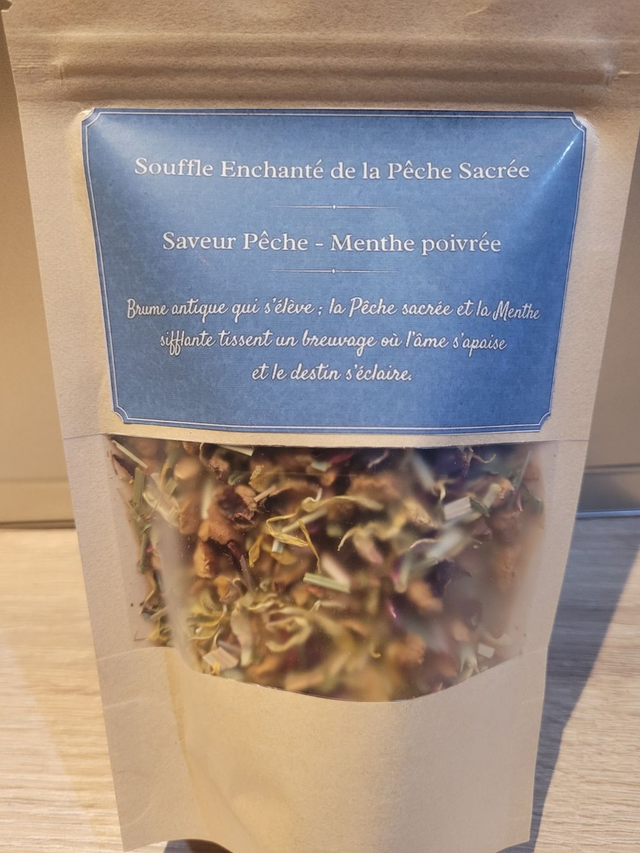 Souffle Enchanté de la Pêche Sacrée
Saveur Pêche - Menthe poivrée
Brume antique qui s'élève ; la Pêche sacrée et la Menthe
sifflante tissent un breuvage où l'âme s'apaise
et le destin s'éclaire.